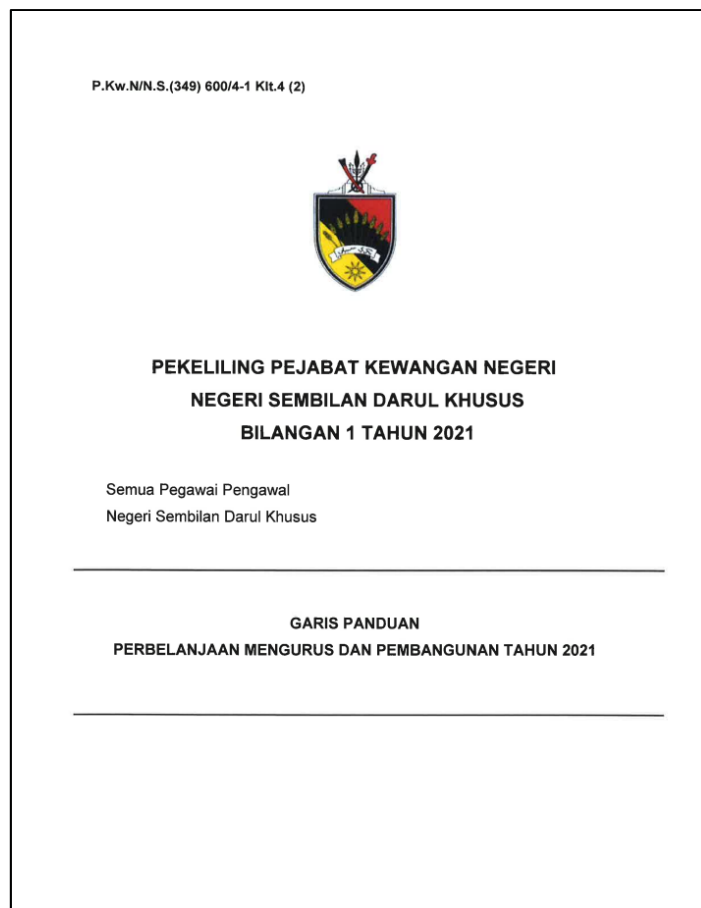 P.Kw.N/N.S.(349) 600/4-1 Klt.4 (2)
PEKELILING PEJABAT KEWANGAN NEGERI
NEGERI SEMBILAN DARUL KHUSUS
BILANGAN 1 TAHUN 2021
Semua Pegawai Pengawal
Negeri Sembilan Darul Khusus
GARIS PANDUAN
PERBELANJAAN MENGURUS DAN PEMBANGUNAN TAHUN 2021